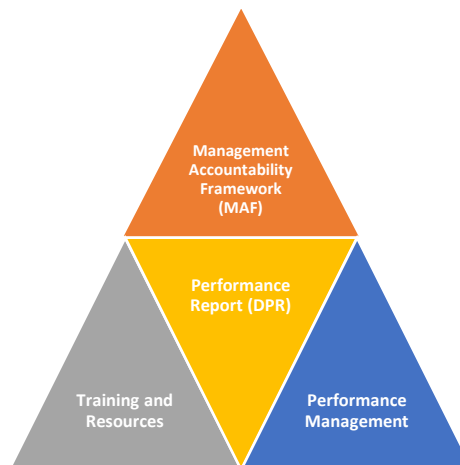 Management
Accountability
Framework
(MAF)
Performance
Report (DPR)
Training and
Resources
Performance
Management